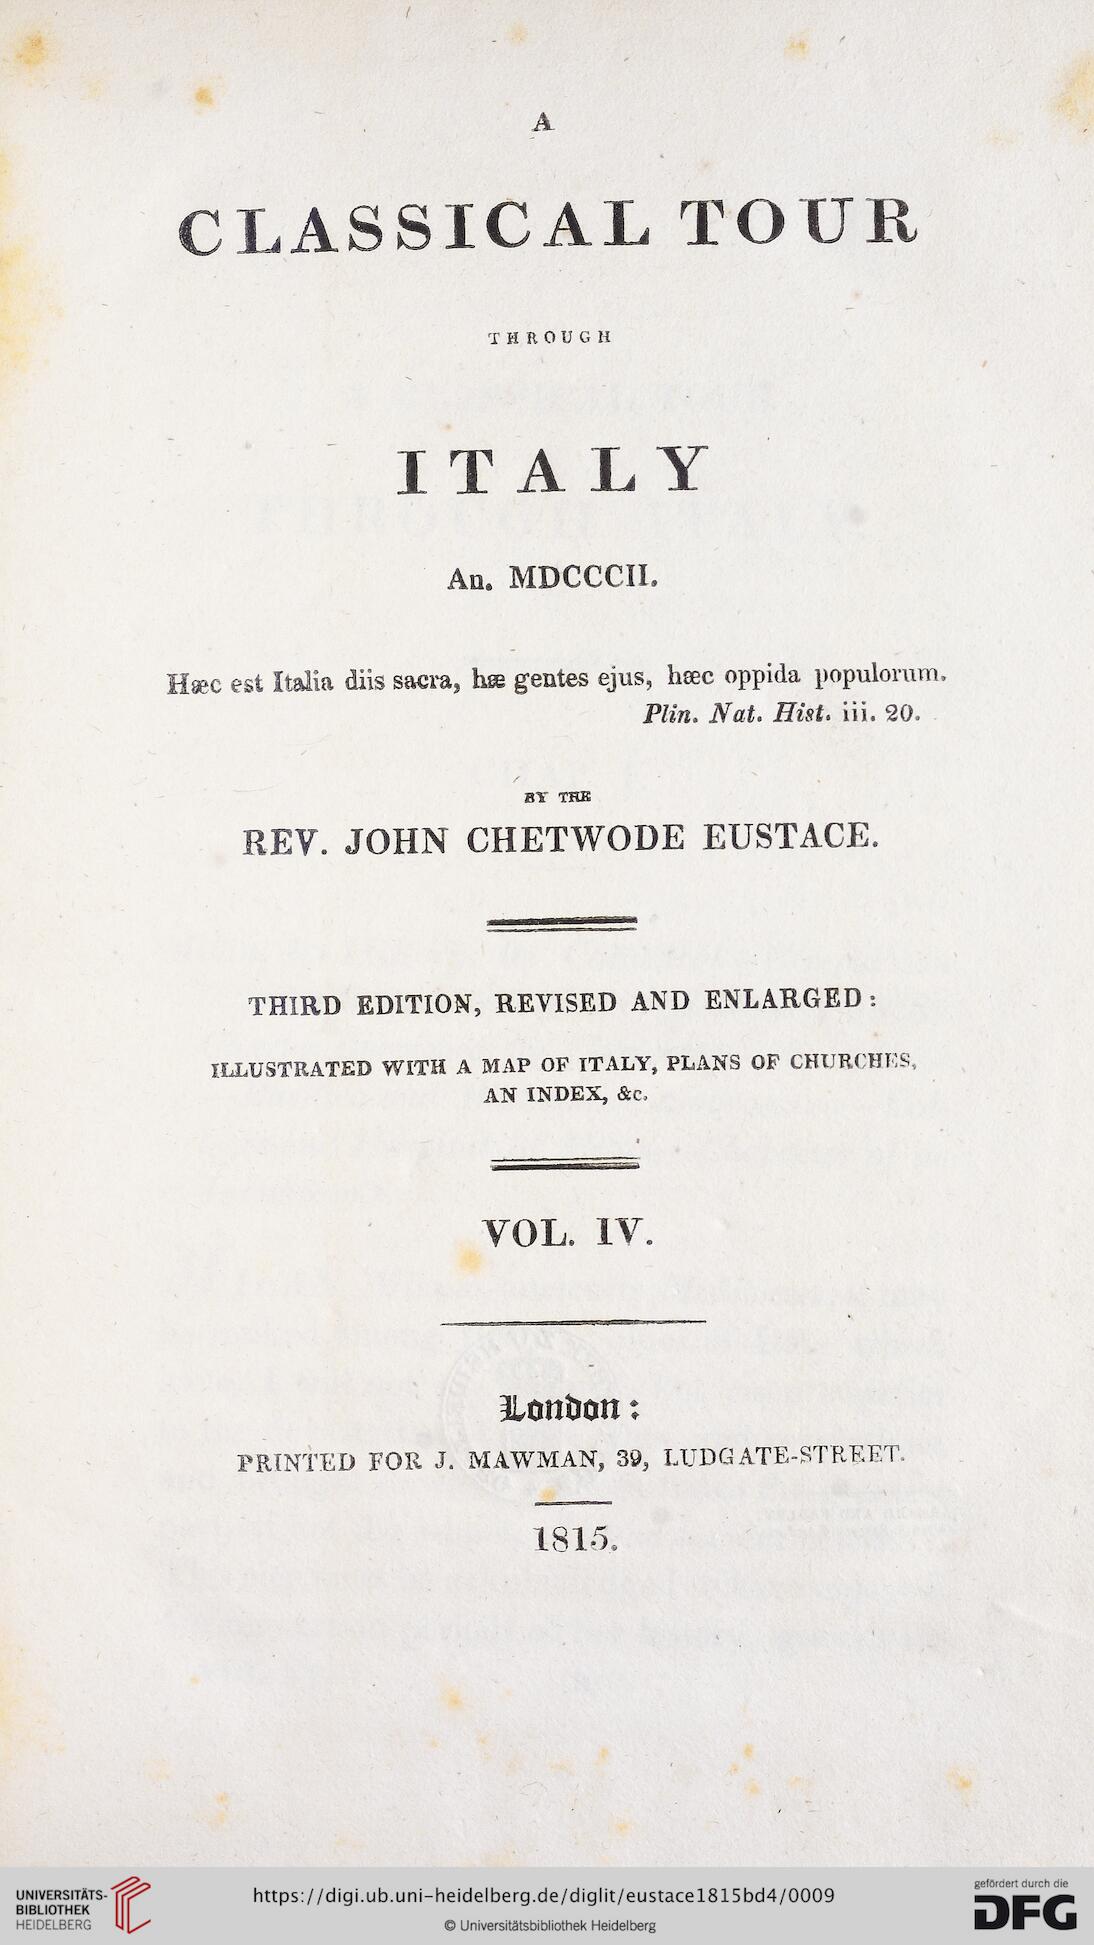 A
CLASSICAL TOUR
THROUGH
ITALY
An. MDCCCII.
Hæc est Italia diis sacra, hæ gentes ejus, hæc oppida populorum.
Plin. Nat. Hist. iii. 20.
BY THE
REV. JOHN CHETWODE EUSTACE.
THIRD EDITION, REVISED AND ENLARGED:
ILLUSTRATED WITH A MAP OF ITALY, PLANS OF CHURCHES,
AN INDEX, &c.
VOL. IV.
London:
PRINTED FOR J. MAWMAN, 39, LUDGATE-STREET.
1815.
UNIVERSITÄTS-
BIBLIOTHEK
HEIDELBERG
https://digi.ub.uni-heidelberg.de/diglit/eustace1815bd4/0009
© Universitätsbibliothek Heidelberg
gefördert durch die
DFG